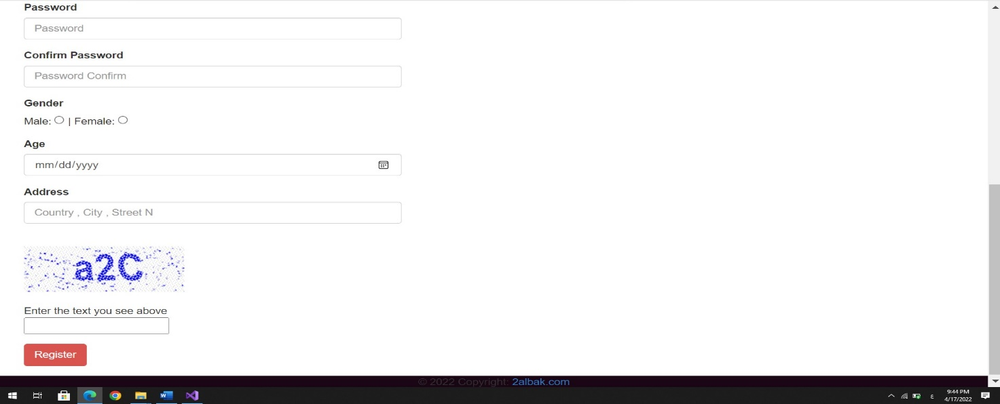 Password
Password
Confirm Password
Password Confirm
Gender
Male: | Female:
Age
mm/dd/yyyy
Address
Country , City , Street N
a2C
Enter the text you see above
Register
© 2022 Copyright: 2albak.com
ع
9:44 PM
4/17/2022